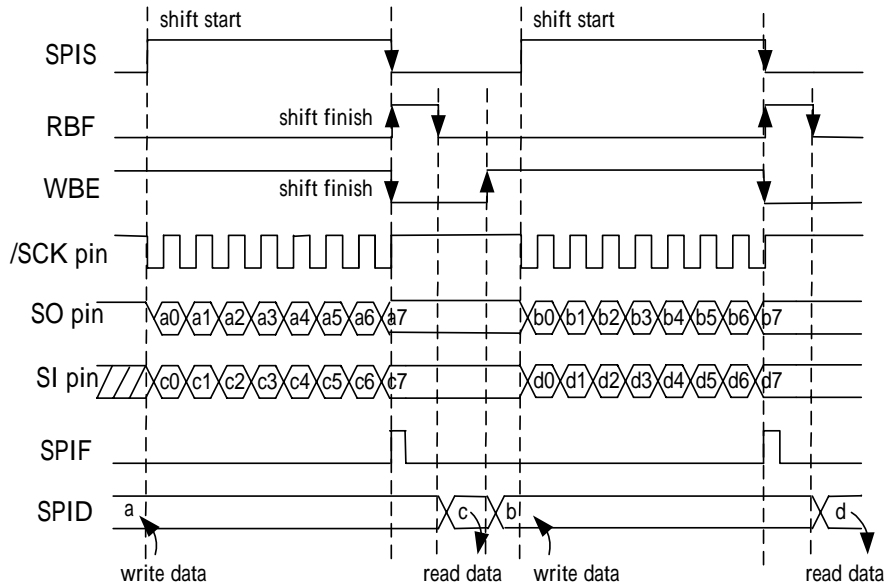 shift start shift start
SPIS
RBF shift finish
WBE shift finish
/SCK pin
SO pin a0 a1 a2 a3 a4 a5 a6 a7 b0 b1 b2 b3 b4 b5 b6 b7
SI pin c0 c1 c2 c3 c4 c5 c6 c7 d0 d1 d2 d3 d4 d5 d6 d7
SPIF
SPID a c b d
write data read data write data read data